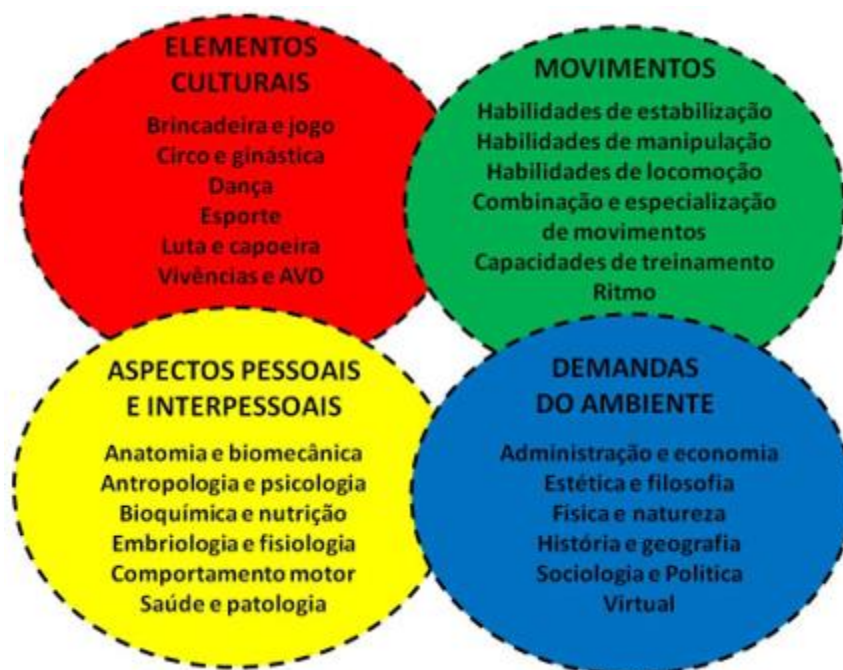 ELEMENTOS
CULTURAIS
Brincadeira e jogo
Circo e ginástica
Dança
Esporte
Luta e capoeira
Vivências e AVD
MOVIMENTOS
Habilidades de estabilização
Habilidades de manipulação
Habilidades de locomoção
Combinação e especialização
de movimentos
Capacidades de treinamento
Ritmo
ASPECTOS PESSOAIS
E INTERPESSOAIS
Anatomia e biomecânica
Antropologia e psicologia
Bioquímica e nutrição
Embriologia e fisiologia
Comportamento motor
Saúde e patologia
DEMANDAS
DO AMBIENTE
Administração e economia
Estética e filosofia
Física e natureza
História e geografia
Sociologia e Política
Virtual